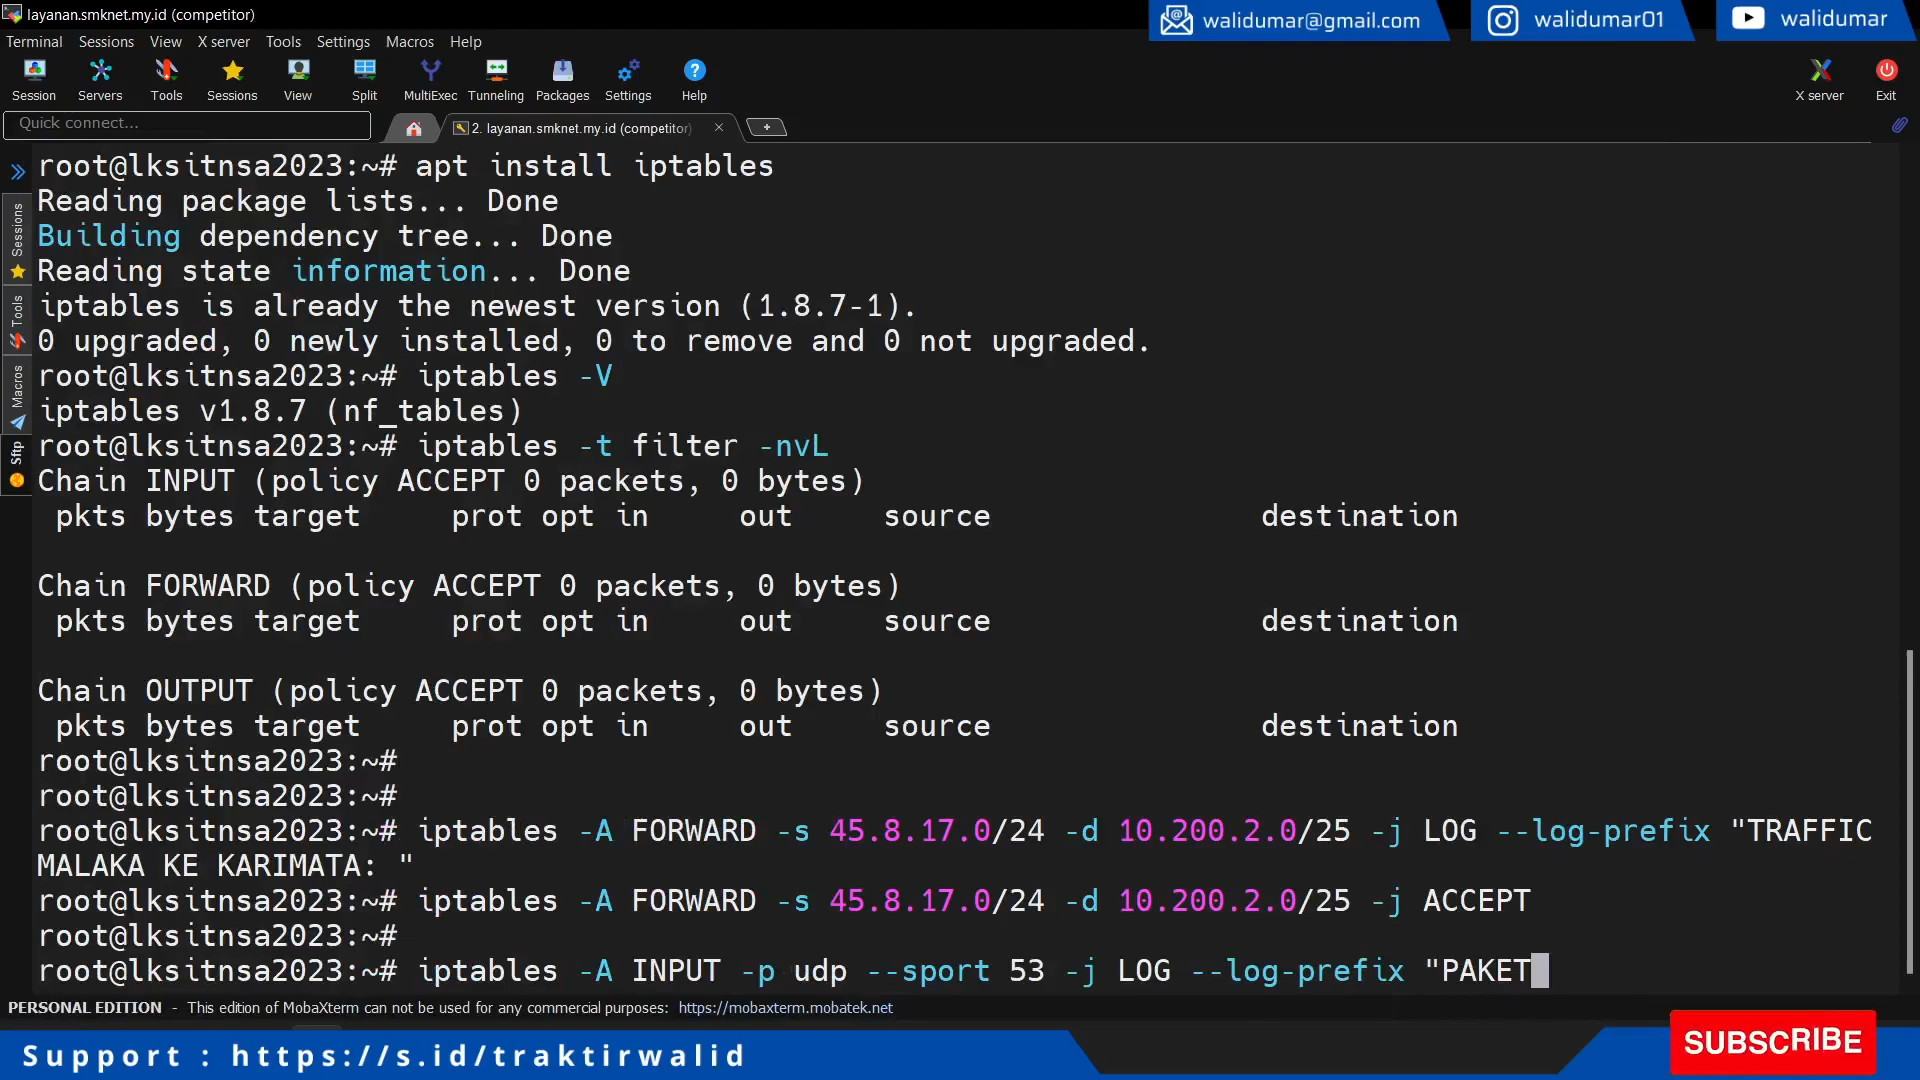 layanan.smknet.my.id (competitor)
walidumar@gmail.com
walidumar01
walidumar
Terminal Sessions View X server Tools Settings Macros Help
Session Servers Tools Sessions View Split MultiExec Tunneling Packages Settings Help X server Exit
Quick connect...
2. layanan.smknet.my.id (competitor)
Sessions
Tools
Macros
Sftp
root@lksitnsa2023:~# apt install iptables
Reading package lists... Done
Building dependency tree... Done
Reading state information... Done
iptables is already the newest version (1.8.7-1).
0 upgraded, 0 newly installed, 0 to remove and 0 not upgraded.
root@lksitnsa2023:~# iptables -V
iptables v1.8.7 (nf_tables)
root@lksitnsa2023:~# iptables -t filter -nvL
Chain INPUT (policy ACCEPT 0 packets, 0 bytes)
pkts bytes target prot opt in out source destination
Chain FORWARD (policy ACCEPT 0 packets, 0 bytes)
pkts bytes target prot opt in out source destination
Chain OUTPUT (policy ACCEPT 0 packets, 0 bytes)
pkts bytes target prot opt in out source destination
root@lksitnsa2023:~#
root@lksitnsa2023:~#
root@lksitnsa2023:~# iptables -A FORWARD -s 45.8.17.0/24 -d 10.200.2.0/25 -j LOG --log-prefix "TRAFFIC
MALAKA KE KARIMATA: "
root@lksitnsa2023:~# iptables -A FORWARD -s 45.8.17.0/24 -d 10.200.2.0/25 -j ACCEPT
root@lksitnsa2023:~#
root@lksitnsa2023:~# iptables -A INPUT -p udp --sport 53 -j LOG --log-prefix "PAKET
PERSONAL EDITION - This edition of MobaXterm can not be used for any commercial purposes: https://mobaxterm.mobatek.net
Support : https://s.id/traktirwalid
SUBSCRIBE